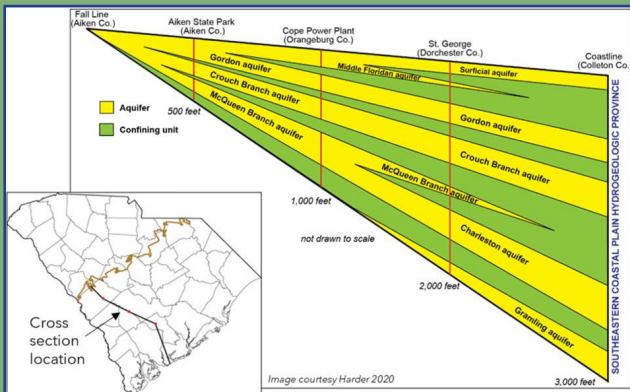 Fall Line
(Aiken Co.)
Aiken State Park
(Aiken Co.)
Cope Power Plant
(Orangeburg Co.)
St. George
(Dorchester Co.)
Coastline
(Colleton Co.)
Surficial aquifer
Middle Floridan aquifer
Gordon aquifer
Crouch Branch aquifer
McQueen Branch aquifer
Gordon aquifer
Crouch Branch aquifer
McQueen Branch aquifer
Charleston aquifer
Gramling aquifer
Aquifer
Confining unit
500 feet
1,000 feet
not drawn to scale
2,000 feet
3,000 feet
SOUTHEASTERN COASTAL PLAIN HYDROGEOLOGIC PROVINCE
Cross
section
location
Image courtesy Harder 2020